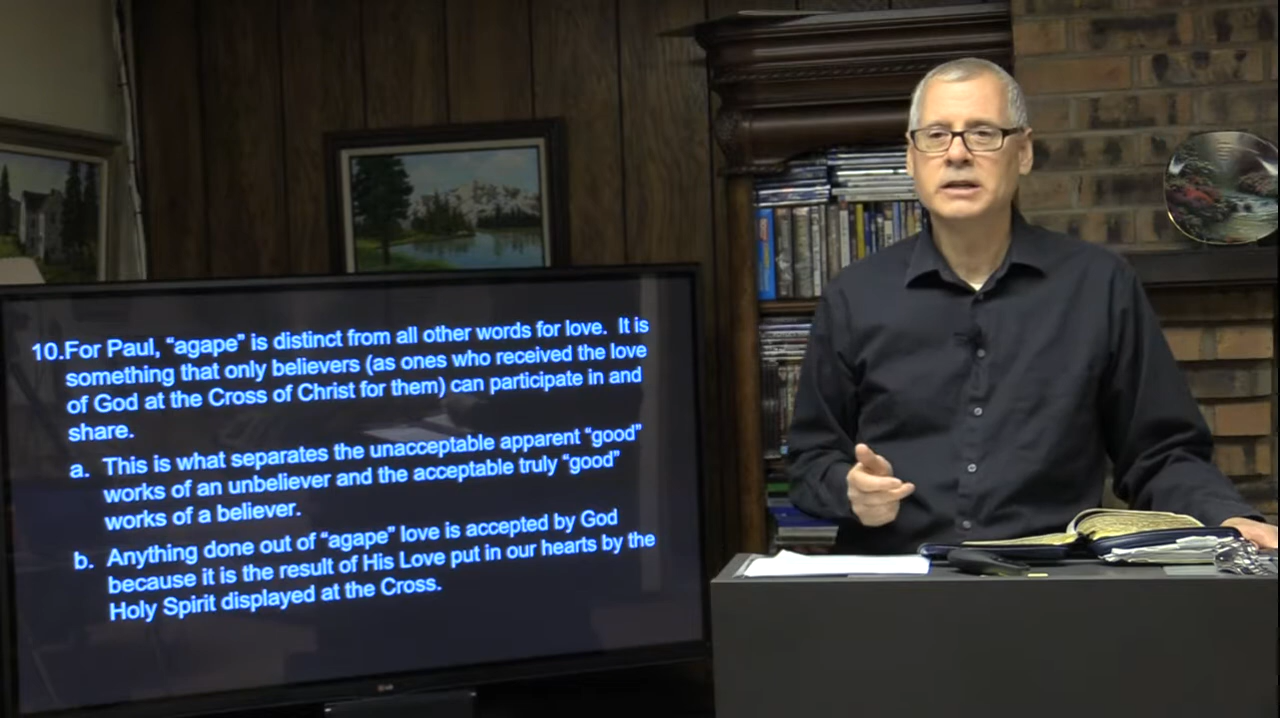 10.For Paul, “agape” is distinct from all other words for love.  It is
something that only believers (as ones who received the love
of God at the Cross of Christ for them) can participate in and
share.
a. This is what separates the unacceptable apparent “good”
works of an unbeliever and the acceptable truly “good”
works of a believer.
b. Anything done out of “agape” love is accepted by God
because it is the result of His Love put in our hearts by the
Holy Spirit displayed at the Cross.